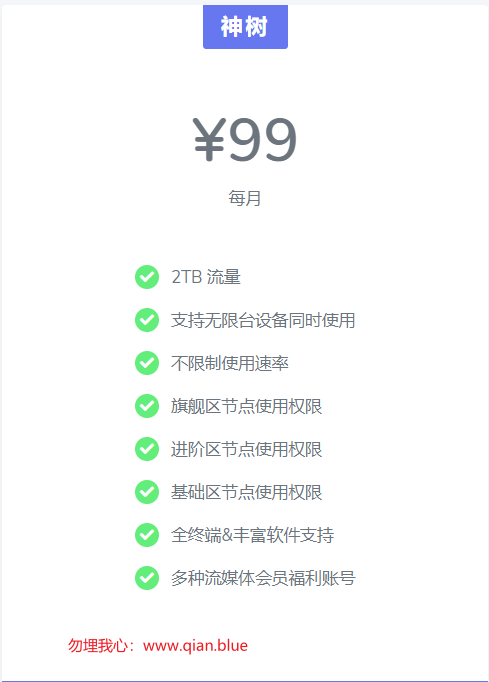 神树
¥99
每月
2TB 流量
支持无限台设备同时使用
不限制使用速率
旗舰区节点使用权限
进阶区节点使用权限
基础区节点使用权限
全终端&丰富软件支持
多种流媒体会员福利账号
勿埋我心：www.qian.blue